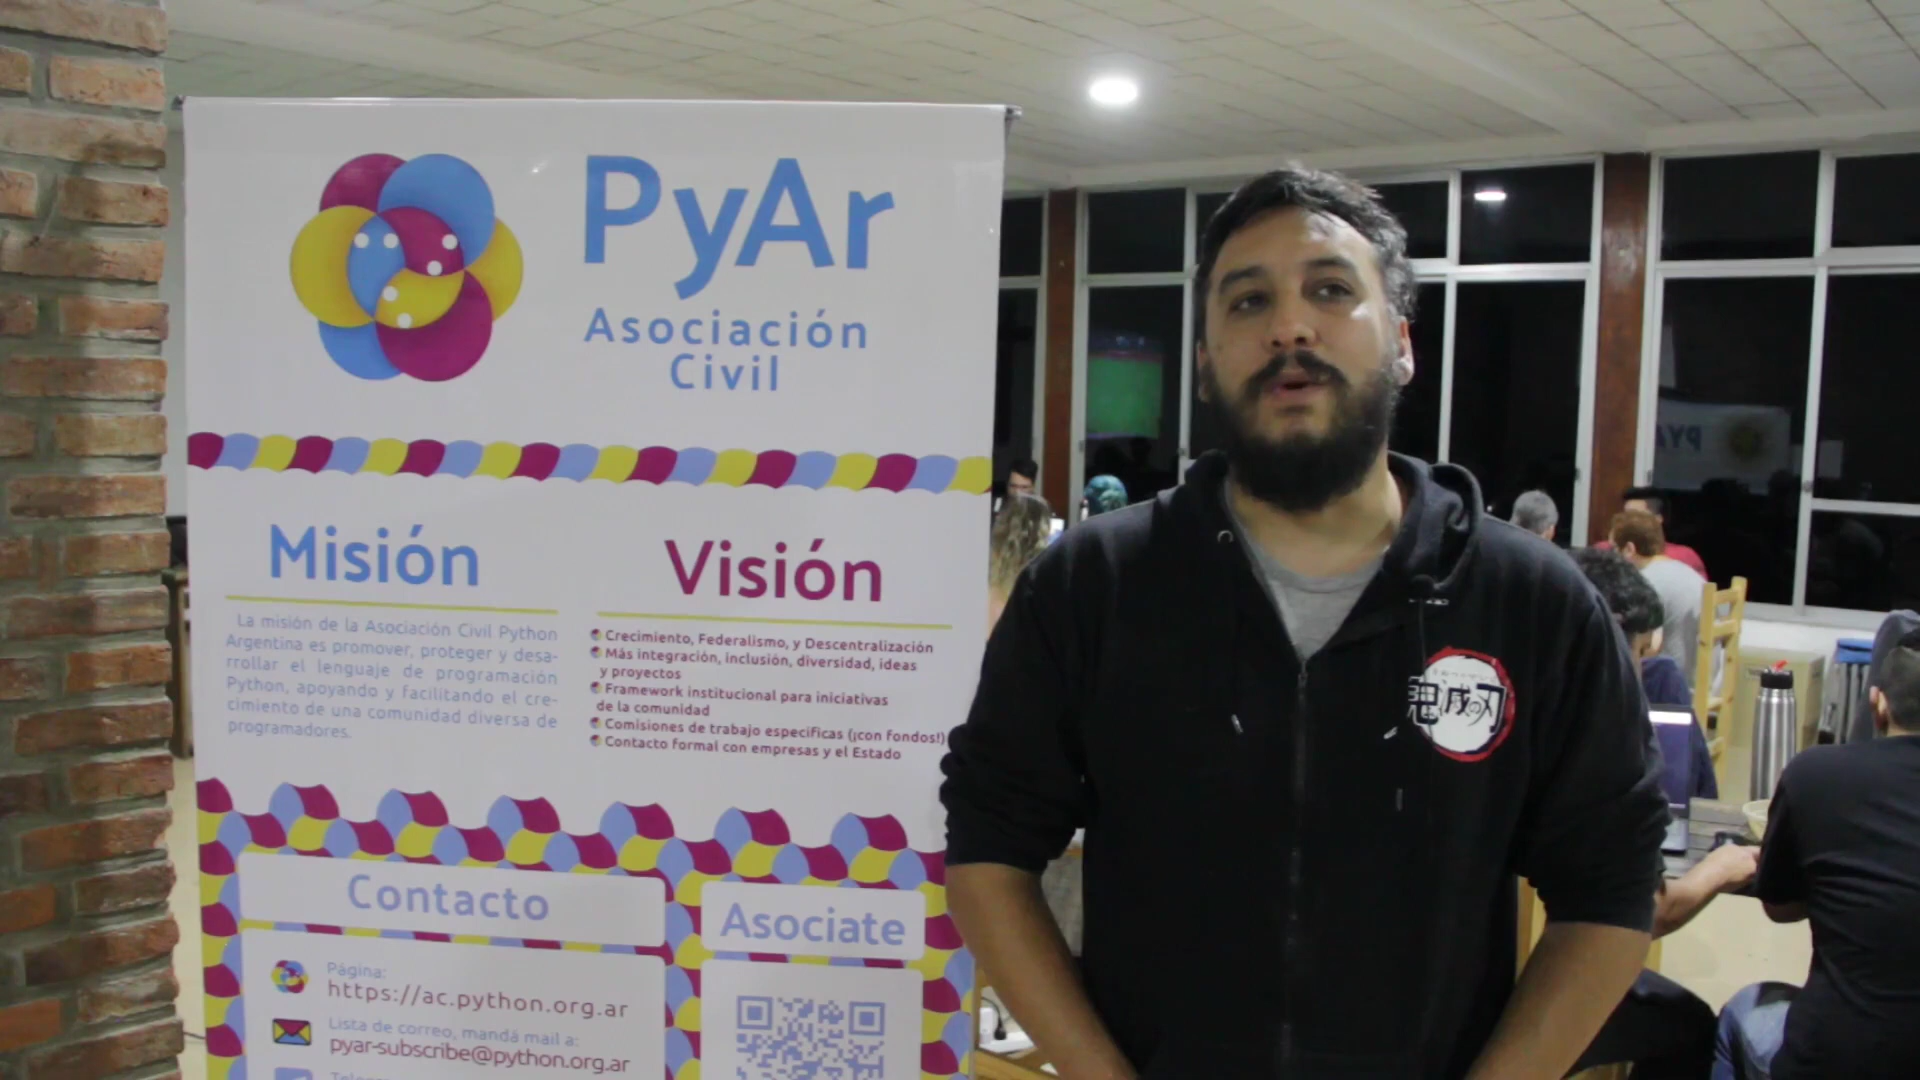 PyAr
Asociación
Civil
Misión
La misión de la Asociación Civil Python
Argentina es promover, proteger y desa-
rrollar el lenguaje de programación
Python, apoyando y facilitando el cre-
cimiento de una comunidad diversa de
programadores.
Visión
Crecimiento, Federalismo, y Descentralización
Más integración, inclusión, diversidad, ideas
y proyectos
Framework institucional para iniciativas
de la comunidad
Comisiones de trabajo especificas (¡con fondos!)
Contacto formal con empresas y el Estado
Contacto
Página:
https://ac.python.org.ar
Lista de correo, mandá mail a:
pyar-subscribe@python.org.ar
Asociate
鬼滅の刃